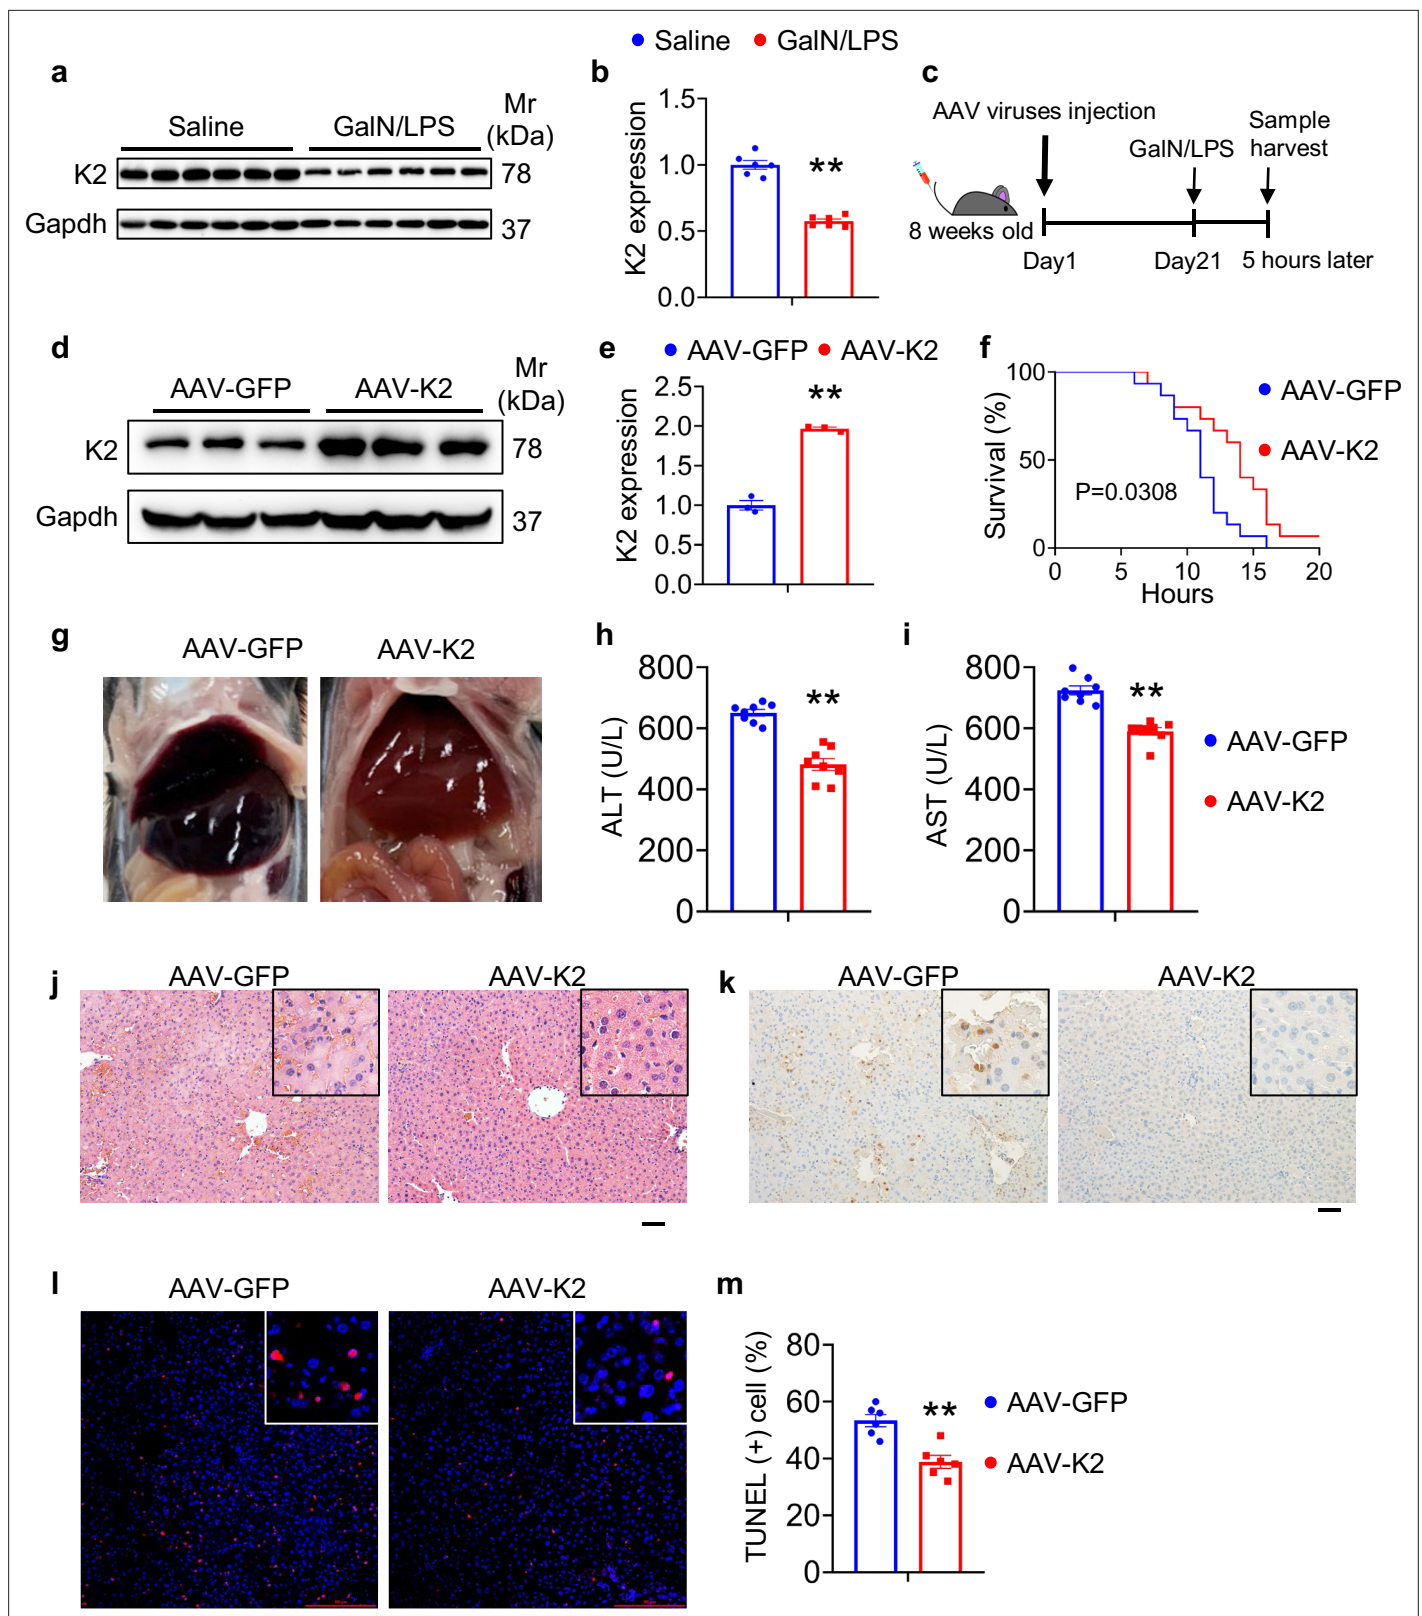 Saline GalN/LPS
a
Saline GalN/LPS
Mr
(kDa)
K2
78
Gapdh
37
b
K2 expression
1.5
1.0
0.5
0.0
**
c
AAV viruses injection
GalN/LPS
Sample
harvest
8 weeks old
Day1
Day21
5 hours later
d
AAV-GFP AAV-K2
Mr
(kDa)
K2
78
Gapdh
37
e
AAV-GFP AAV-K2
K2 expression
2.5
2.0
1.5
1.0
0.5
0.0
**
f
Survival (%)
100
50
0
P=0.0308
0 5 10 15 20
Hours
AAV-GFP
AAV-K2
g
AAV-GFP AAV-K2
h
ALT (U/L)
800
600
400
200
0
**
i
AST (U/L)
800
600
400
200
0
**
AAV-GFP
AAV-K2
j
AAV-GFP AAV-K2
k
AAV-GFP AAV-K2
l
AAV-GFP AAV-K2
m
TUNEL (+) cell (%)
80
60
40
20
0
**
AAV-GFP
AAV-K2